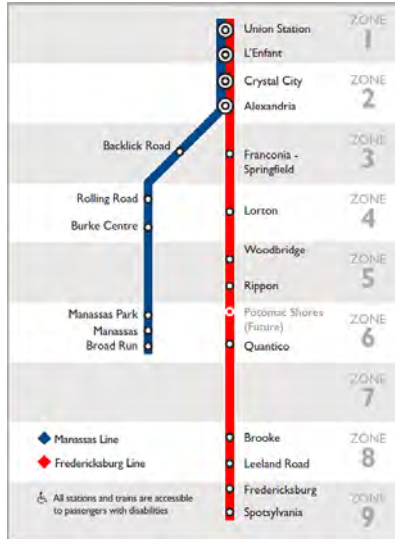 ZONE
1
Union Station
L'Enfant
ZONE
2
Crystal City
Alexandria
ZONE
3
Backlick Road
Franconia -
Springfield
ZONE
4
Rolling Road
Lorton
Burke Centre
ZONE
5
Woodbridge
Rippon
ZONE
6
Potomac Shores
(Future)
Manassas Park
Manassas
Broad Run
Quantico
ZONE
7
ZONE
8
Brooke
Leeland Road
Manassas Line
Fredericksburg Line
ZONE
9
Fredericksburg
Spotsylvania
All stations and trains are accessible
to passengers with disabilities